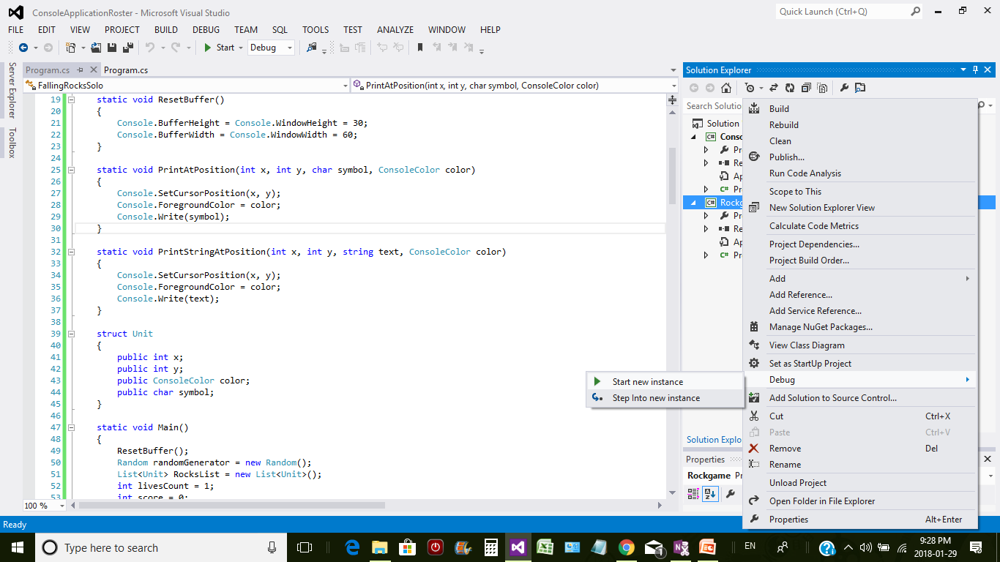 ConsoleApplicationRoster - Microsoft Visual Studio
Quick Launch (Ctrl+Q)
FILE EDIT VIEW PROJECT BUILD DEBUG TEAM SQL TOOLS TEST ANALYZE WINDOW HELP
Start Debug
Server Explorer
Toolbox
Program.cs Program.cs
FallingRocksSolo PrintAtPosition(int x, int y, char symbol, ConsoleColor color)
19 static void ResetBuffer()
20 {
21 Console.BufferHeight = Console.WindowHeight = 30;
22 Console.BufferWidth = Console.WindowWidth = 60;
23 }
24
25 static void PrintAtPosition(int x, int y, char symbol, ConsoleColor color)
26 {
27 Console.SetCursorPosition(x, y);
28 Console.ForegroundColor = color;
29 Console.Write(symbol);
30 }
31
32 static void PrintStringAtPosition(int x, int y, string text, ConsoleColor color)
33 {
34 Console.SetCursorPosition(x, y);
35 Console.ForegroundColor = color;
36 Console.Write(text);
37 }
38
39 struct Unit
40 {
41 public int x;
42 public int y;
43 public ConsoleColor color;
44 public char symbol;
45 }
46
47 static void Main()
48 {
49 ResetBuffer();
50 Random randomGenerator = new Random();
51 List<Unit> RocksList = new List<Unit>();
52 int livesCount = 1;
53 int score = 0;
100 %
Solution Explorer
Search Solutio
Solution
C# Conso
Pr
Re
Ap
C# Pr
C# Rockg
Pr
Re
Ap
C# Pr
Solution Explo
Properties
Rockgame Pr
Build
Rebuild
Clean
Publish...
Run Code Analysis
Scope to This
New Solution Explorer View
Calculate Code Metrics
Project Dependencies...
Project Build Order...
Add
Add Reference...
Add Service Reference...
Manage NuGet Packages...
View Class Diagram
Set as StartUp Project
Debug
Start new instance
Step Into new instance
Add Solution to Source Control...
Cut Ctrl+X
Paste Ctrl+V
Remove Del
Rename
Unload Project
Open Folder in File Explorer
Properties Alt+Enter
Ready
Type here to search
1
EN
9:28 PM
2018-01-29